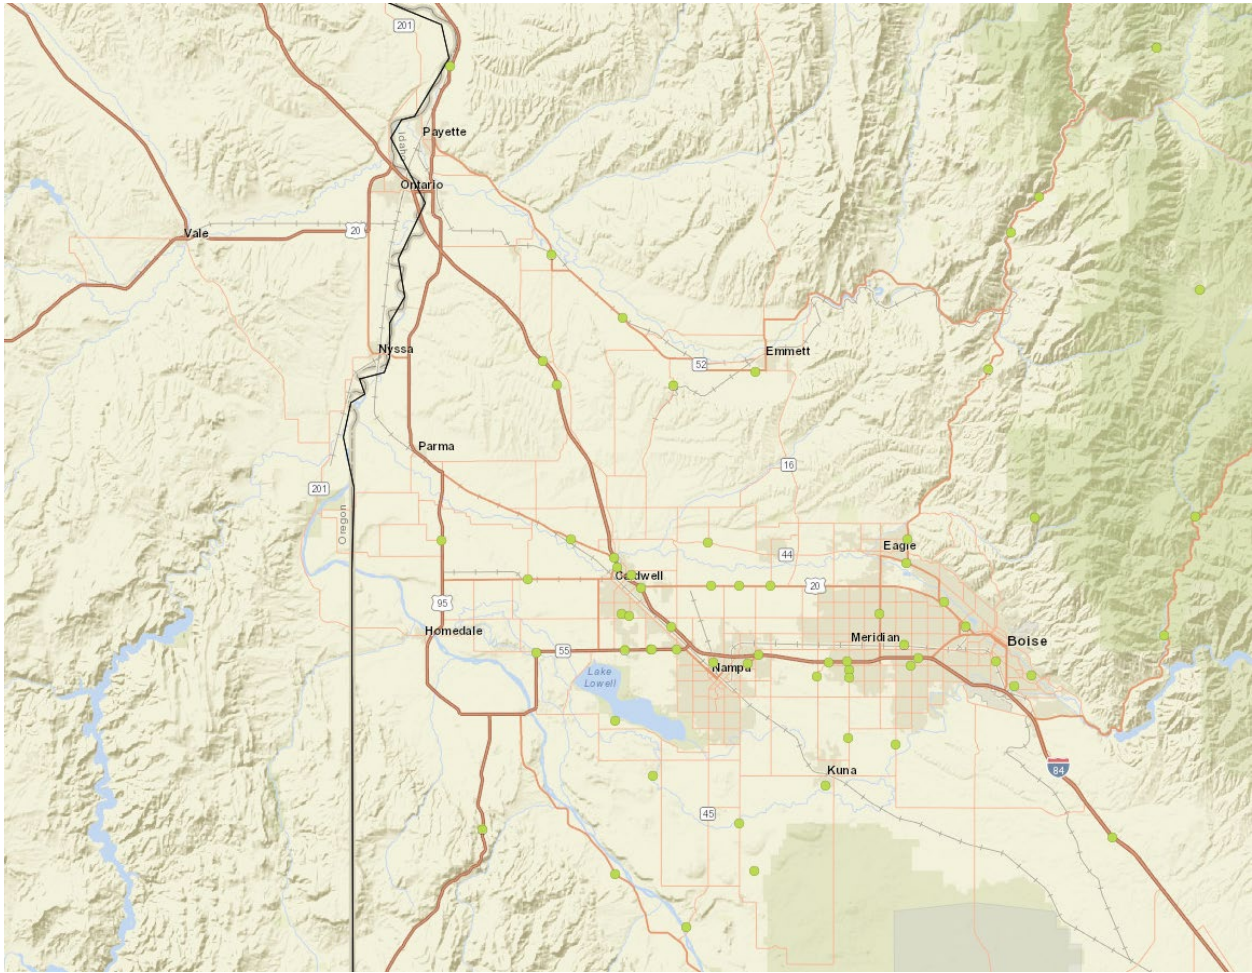 201
Payette
Idaho
Ontario
Vale
20
Nyssa
Emmett
52
Parma
16
201
Oregon
Eagle
44
Caldwell
20
95
Homedale
Meridian
Boise
55
Nampa
Lake
Lowell
Kuna
84
45